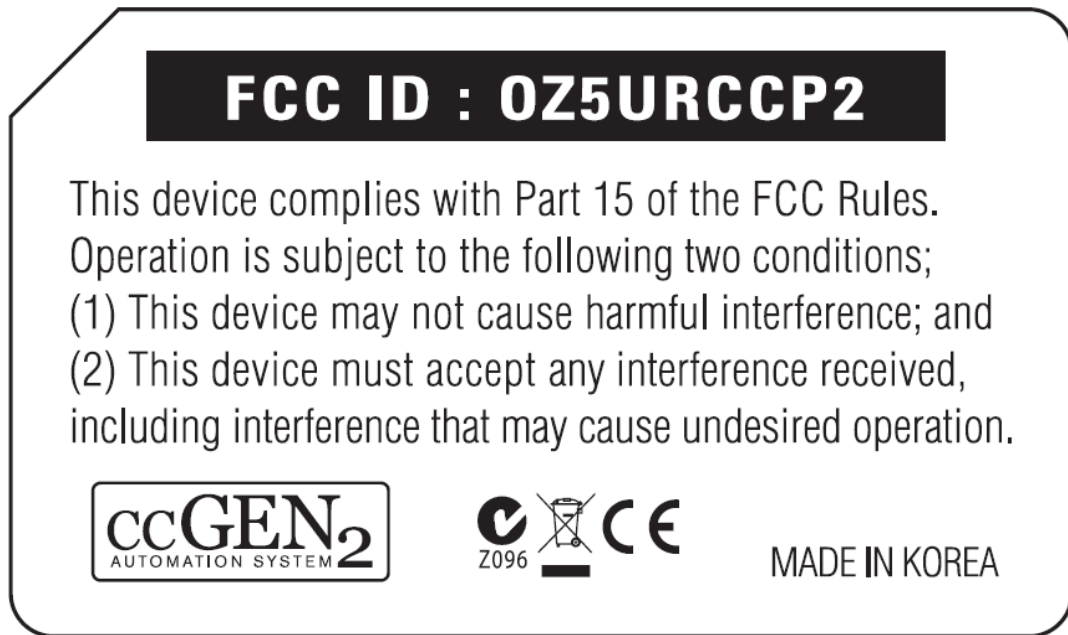 FCC ID : OZ5URCCP2
This device complies with Part 15 of the FCC Rules.
Operation is subject to the following two conditions;
(1) This device may not cause harmful interference; and
(2) This device must accept any interference received,
including interference that may cause undesired operation.
ccGEN2
AUTOMATION SYSTEM
Z096
CE
MADE IN KOREA